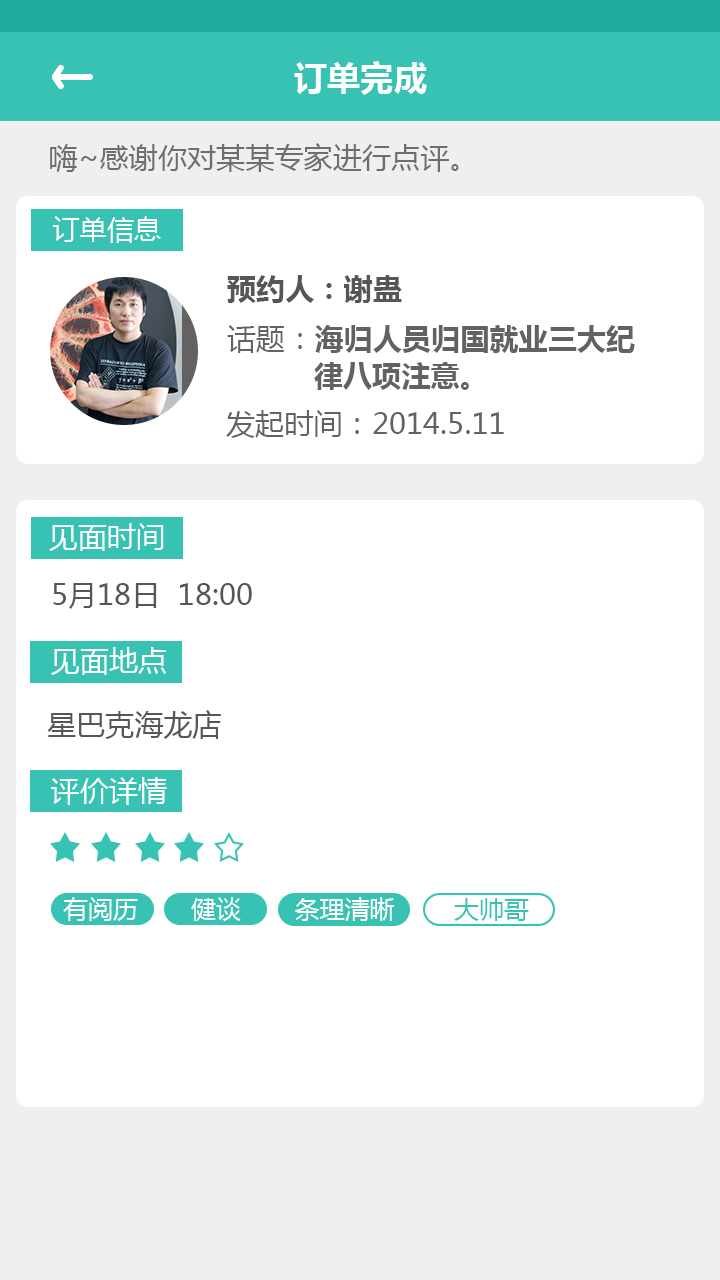 订单完成
嗨~感谢你对某某专家进行点评。
订单信息
预约人：谢蛊
话题：海归人员归国就业三大纪
律八项注意。
发起时间：2014.5.11
见面时间
5月18日 18:00
见面地点
星巴克海龙店
评价详情
有阅历 健谈 条理清晰 大帅哥